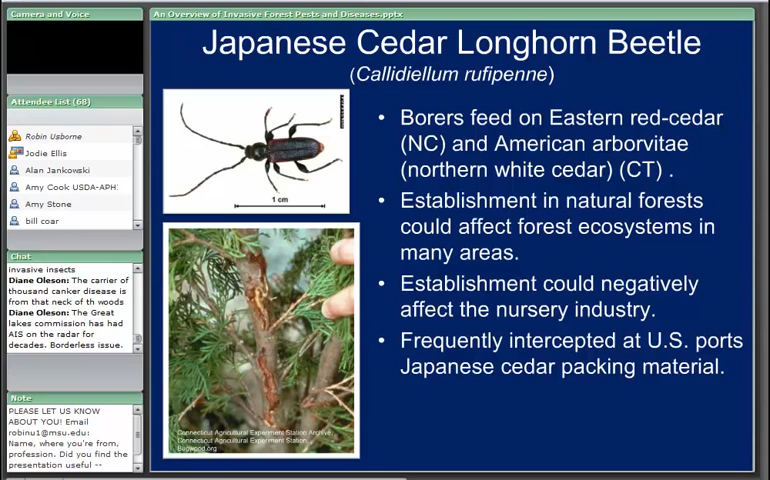 Camera and Voice
An Overview of Invasive Forest Pests and Diseases.pptx
Attendee List (68)
Robin Usborne
Jodie Ellis
Alan Jankowski
Amy Cook USDA-APH
Amy Stone
bill coar
Chat
invasive insects
Diane Oleson: The carrier of
thousand canker disease is
from that neck of th woods
Diane Oleson: The Great
lakes commission has had
AIS on the radar for
decades. Borderless issue.
Note
PLEASE LET US KNOW
ABOUT YOU! Email
robinu1@msu.edu:
Name, where you're from,
profession. Did you find the
presentation useful --
Japanese Cedar Longhorn Beetle
(Callidiellum rufipenne)
1 cm
• Borers feed on Eastern red-cedar
(NC) and American arborvitae
(northern white cedar) (CT) .
• Establishment in natural forests
could affect forest ecosystems in
many areas.
• Establishment could negatively
affect the nursery industry.
• Frequently intercepted at U.S. ports
Japanese cedar packing material.
Connecticut Agricultural Experiment Station Archive,
Connecticut Agricultural Experiment Station,
Bugwood.org